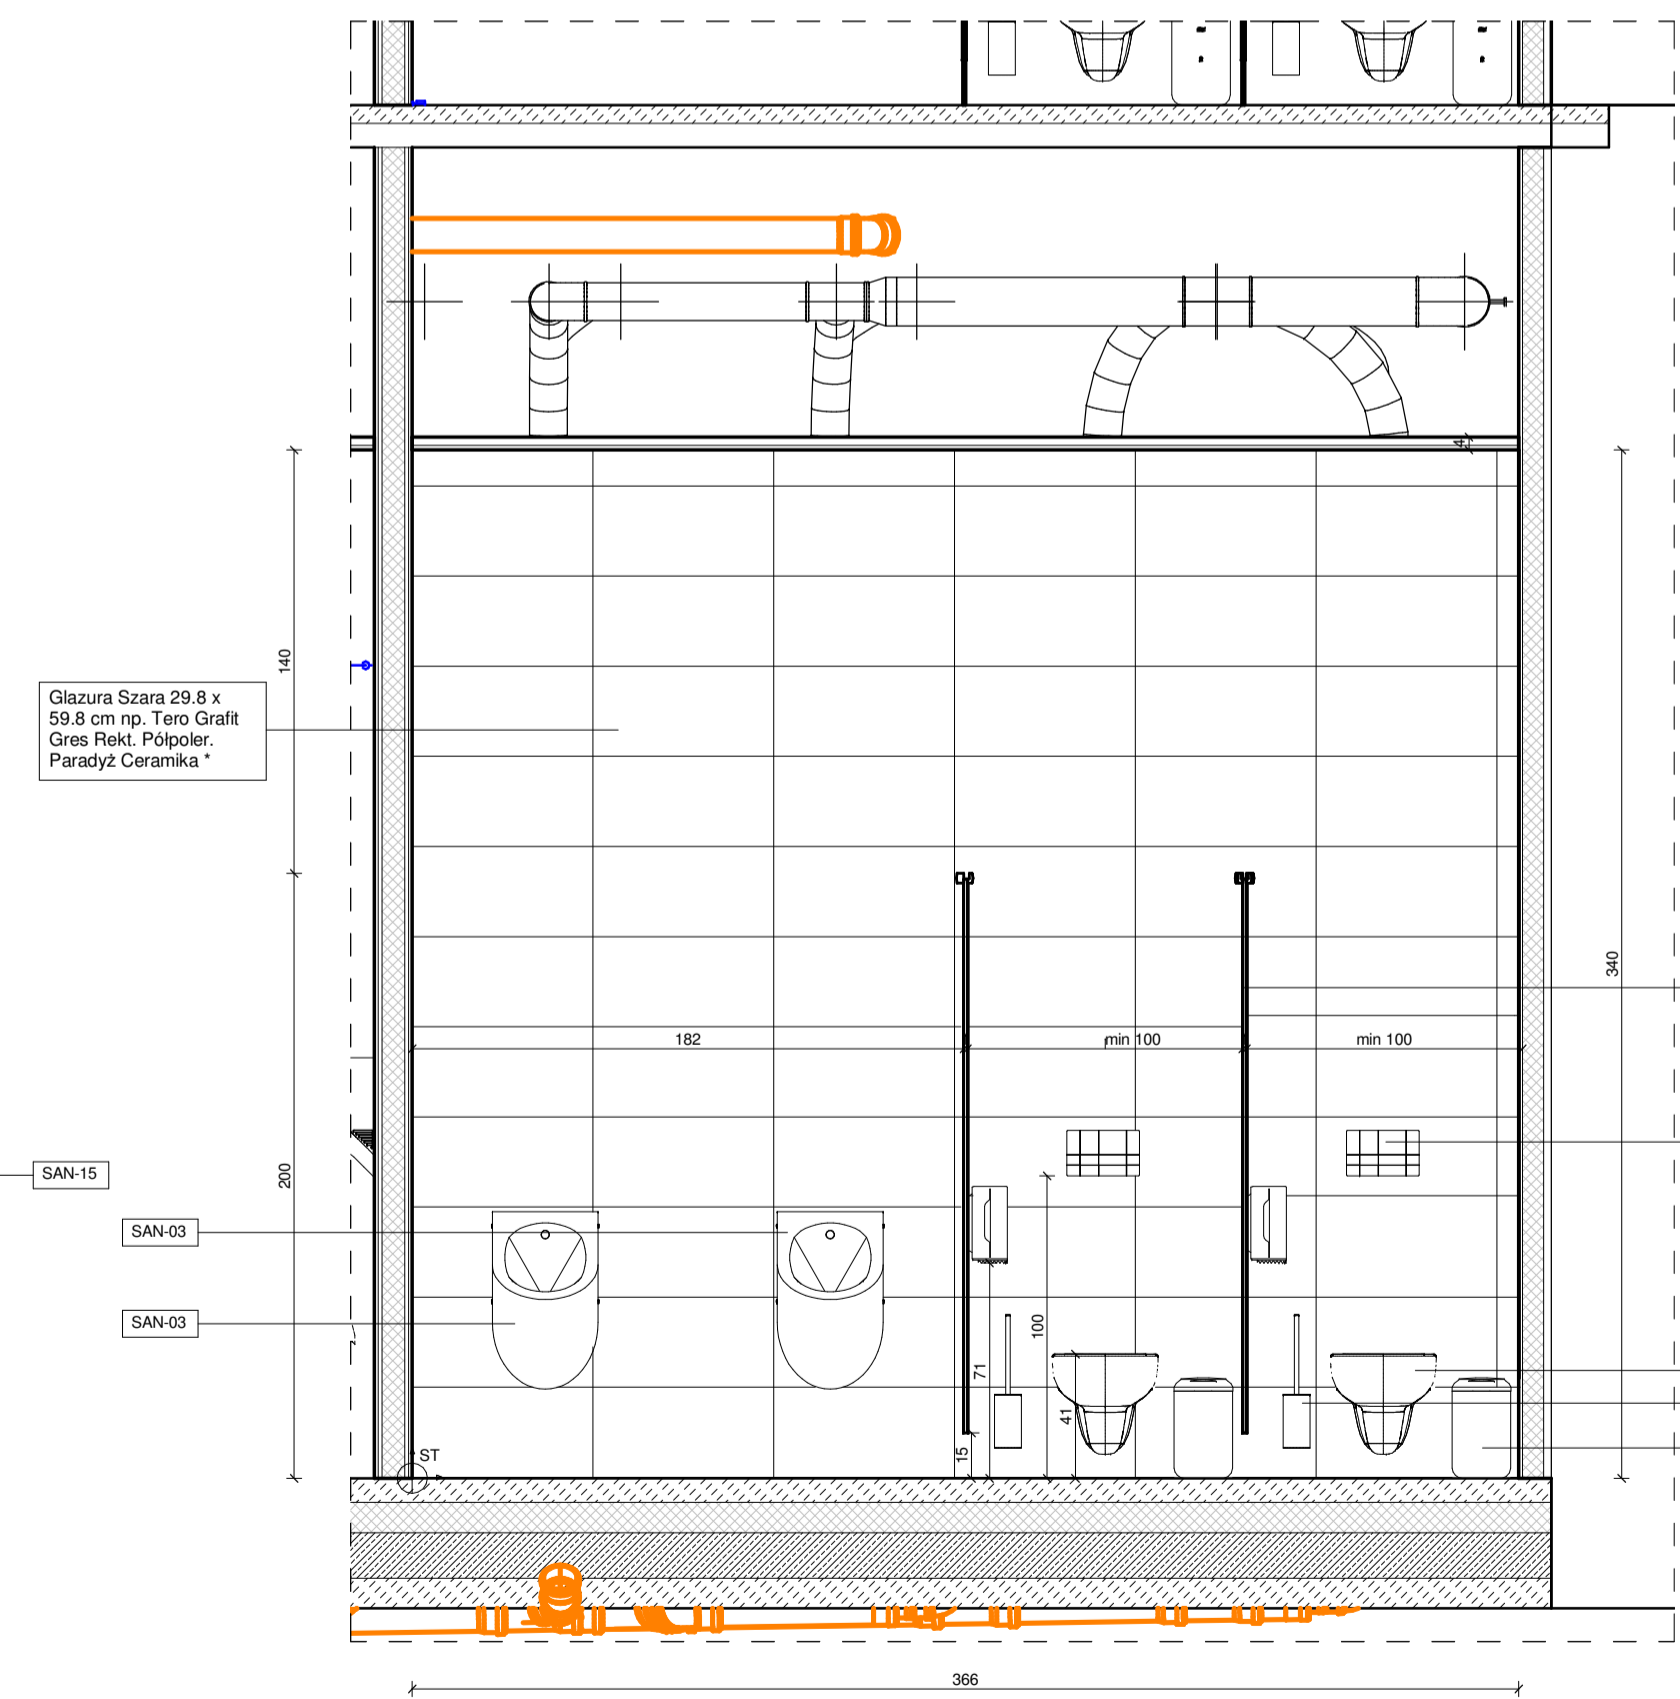 4
140
Glazura Szara 29.8 x
59.8 cm np. Tero Grafit
Gres Rekt. Półpoler.
Paradyż Ceramika *
340
182
min 100
min 100
SAN-15
200
SAN-03
SAN-03
100
71
41
15
ST
366